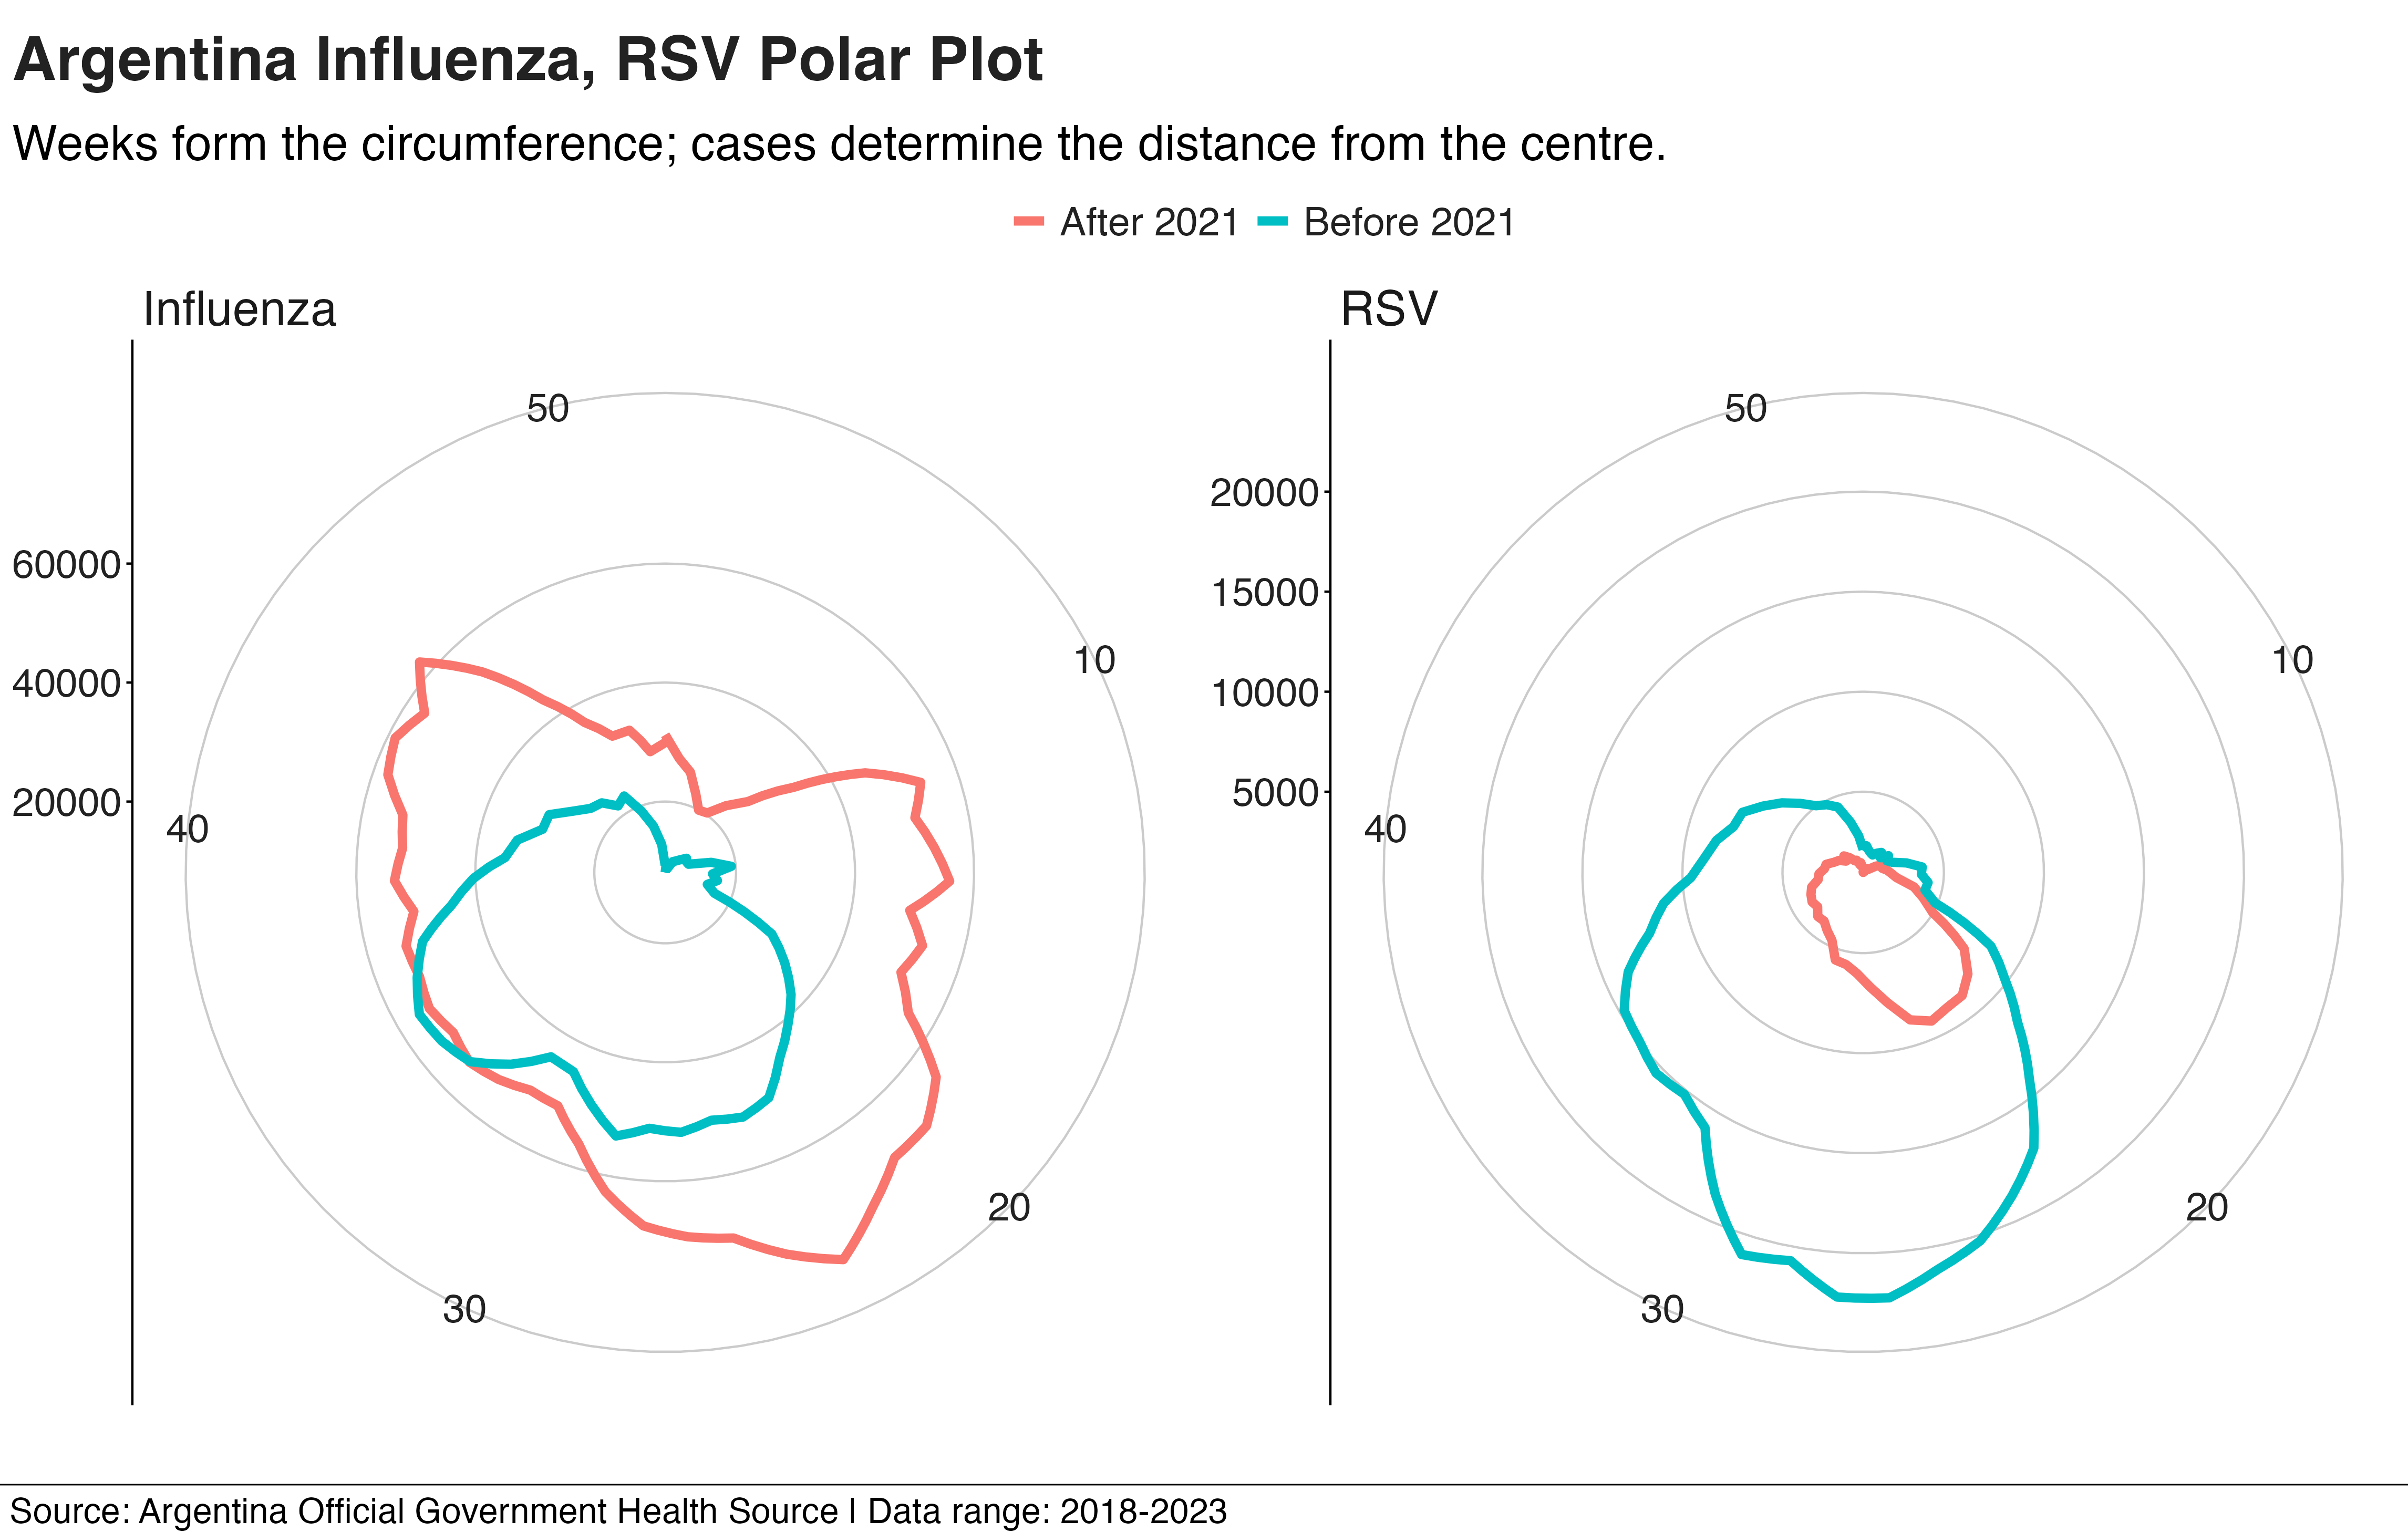 Argentina Influenza, RSV Polar Plot
Weeks form the circumference; cases determine the distance from the centre.
After 2021 Before 2021
Influenza
60000
40000
20000
50
10
20
30
40
RSV
20000
15000
10000
5000
50
10
20
30
40
Source: Argentina Official Government Health Source | Data range: 2018-2023